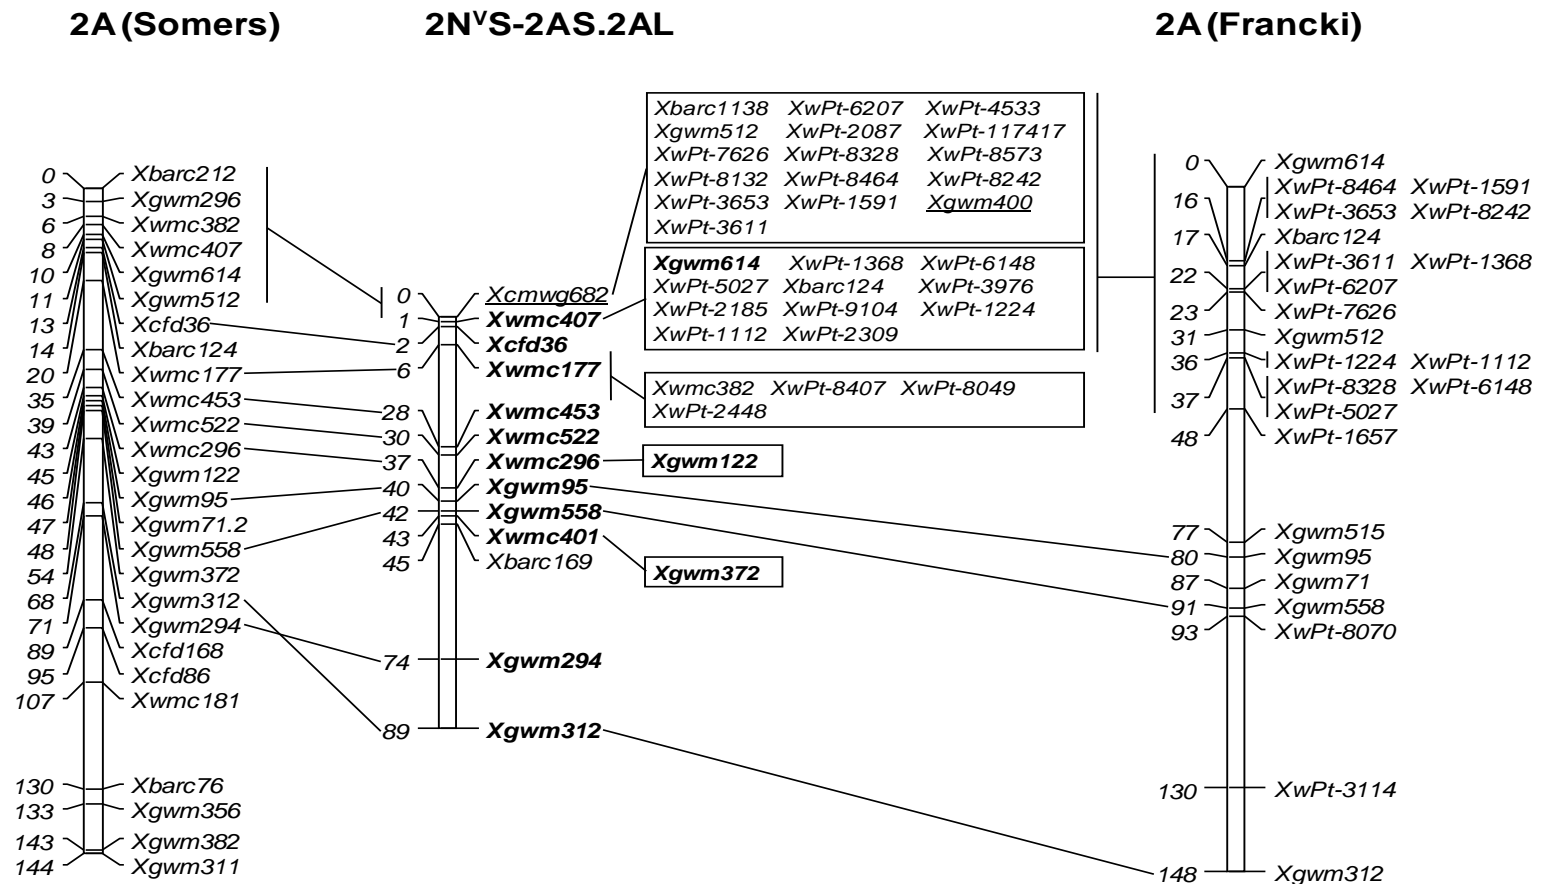 2A (Somers)
2NVS-2AS.2AL
2A (Francki)
0 Xbarc212
3 Xgwm296
6 Xwmc382
8 Xwmc407
10 Xgwm614
11 Xgwm512
13 Xcfd36
14 Xbarc124
20 Xwmc177
35 Xwmc453
39 Xwmc522
43 Xwmc296
45 Xgwm122
46 Xgwm95
47 Xgwm71.2
48 Xgwm558
54 Xgwm372
68 Xgwm312
71 Xgwm294
89 Xcfd168
95 Xcfd86
107 Xwmc181
130 Xbarc76
133 Xgwm356
143 Xgwm382
144 Xgwm311
0 Xcmwg682
1 Xwmc407
2 Xcfd36
6 Xwmc177
28 Xwmc453
30 Xwmc522
37 Xwmc296
40 Xgwm95
42 Xgwm558
43 Xwmc401
45 Xbarc169
74 Xgwm294
89 Xgwm312
Xbarc1138 XwPt-6207 XwPt-4533
Xgwm512 XwPt-2087 XwPt-117417
XwPt-7626 XwPt-8328 XwPt-8573
XwPt-8132 XwPt-8464 XwPt-8242
XwPt-3653 XwPt-1591 Xgwm400
XwPt-3611
Xgwm614 XwPt-1368 XwPt-6148
XwPt-5027 Xbarc124 XwPt-3976
XwPt-2185 XwPt-9104 XwPt-1224
XwPt-1112 XwPt-2309
Xwmc382 XwPt-8407 XwPt-8049
XwPt-2448
Xgwm122
Xgwm372
0 Xgwm614
16 XwPt-8464 XwPt-1591
XwPt-3653 XwPt-8242
17 Xbarc124
22 XwPt-3611 XwPt-1368
XwPt-6207
23 XwPt-7626
31 Xgwm512
36 XwPt-1224 XwPt-1112
37 XwPt-8328 XwPt-6148
XwPt-5027
48 XwPt-1657
77 Xgwm515
80 Xgwm95
87 Xgwm71
91 Xgwm558
93 XwPt-8070
130 XwPt-3114
148 Xgwm312